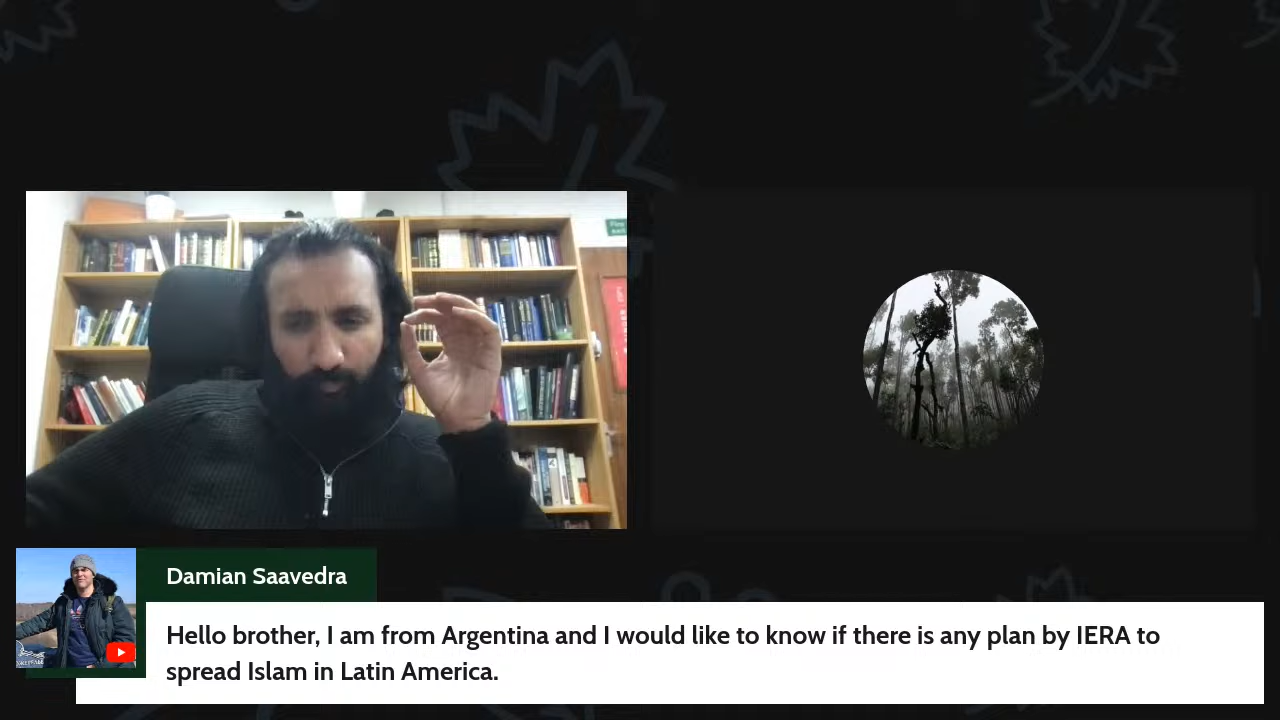 Damian Saavedra
Hello brother, I am from Argentina and I would like to know if there is any plan by IERA to
spread Islam in Latin America.